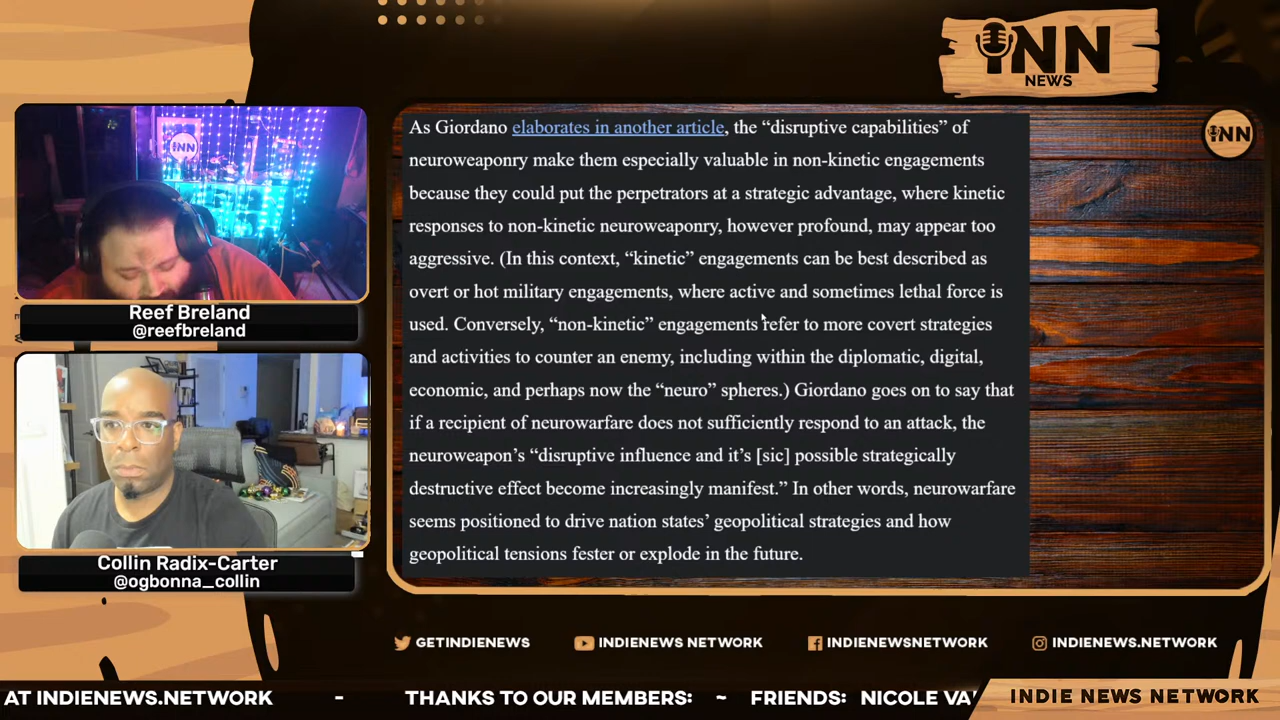 INN
NEWS
INN
INN
As Giordano elaborates in another article, the “disruptive capabilities” of
neuroweaponry make them especially valuable in non-kinetic engagements
because they could put the perpetrators at a strategic advantage, where kinetic
responses to non-kinetic neuroweaponry, however profound, may appear too
aggressive. (In this context, “kinetic” engagements can be best described as
overt or hot military engagements, where active and sometimes lethal force is
used. Conversely, “non-kinetic” engagements refer to more covert strategies
and activities to counter an enemy, including within the diplomatic, digital,
economic, and perhaps now the “neuro” spheres.) Giordano goes on to say that
if a recipient of neurowarfare does not sufficiently respond to an attack, the
neuroweapon’s “disruptive influence and it’s [sic] possible strategically
destructive effect become increasingly manifest.” In other words, neurowarfare
seems positioned to drive nation states’ geopolitical strategies and how
geopolitical tensions fester or explode in the future.
Reef Breland
@reefbreland
Collin Radix-Carter
@ogbonna_collin
GETINDIENEWS
INDIENEWS NETWORK
INDIENEWSNETWORK
INDIENEWS.NETWORK
AT INDIENEWS.NETWORK - THANKS TO OUR MEMBERS: ~ FRIENDS: NICOLE
INDIE NEWS NETWORK